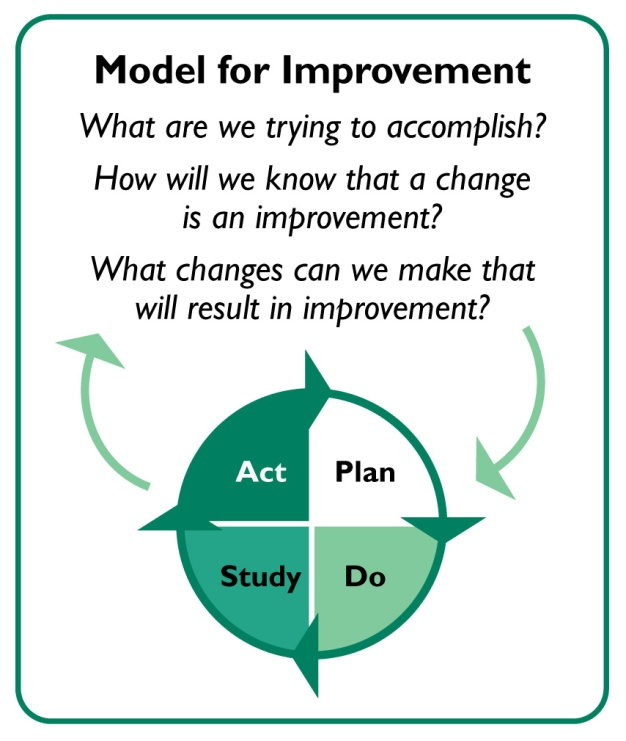 Model for Improvement
What are we trying to accomplish?
How will we know that a change
is an improvement?
What changes can we make that
will result in improvement?
Act
Plan
Study
Do